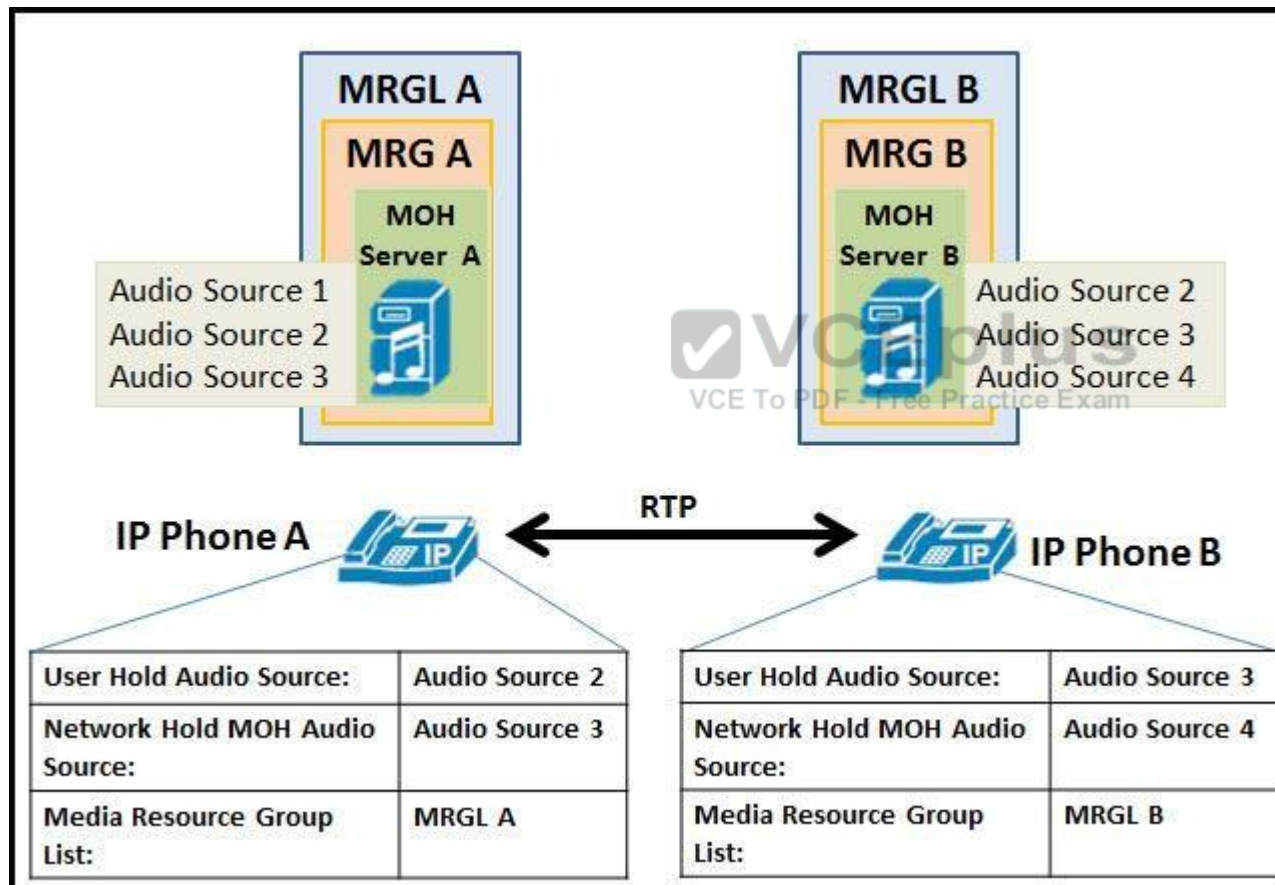 MRGL A
MRG A
MOH
Server A
Audio Source 1
Audio Source 2
Audio Source 3
MRGL B
MRG B
MOH
Server B
Audio Source 2
Audio Source 3
Audio Source 4
VCEplus
VCE To PDF - Free Practice Exam
IP Phone A
IP
RTP
IP
IP Phone B
User Hold Audio Source: Audio Source 2
Network Hold MOH Audio Audio Source 3
Source:
Media Resource Group MRGL A
List:
User Hold Audio Source: Audio Source 3
Network Hold MOH Audio Audio Source 4
Source:
Media Resource Group MRGL B
List: